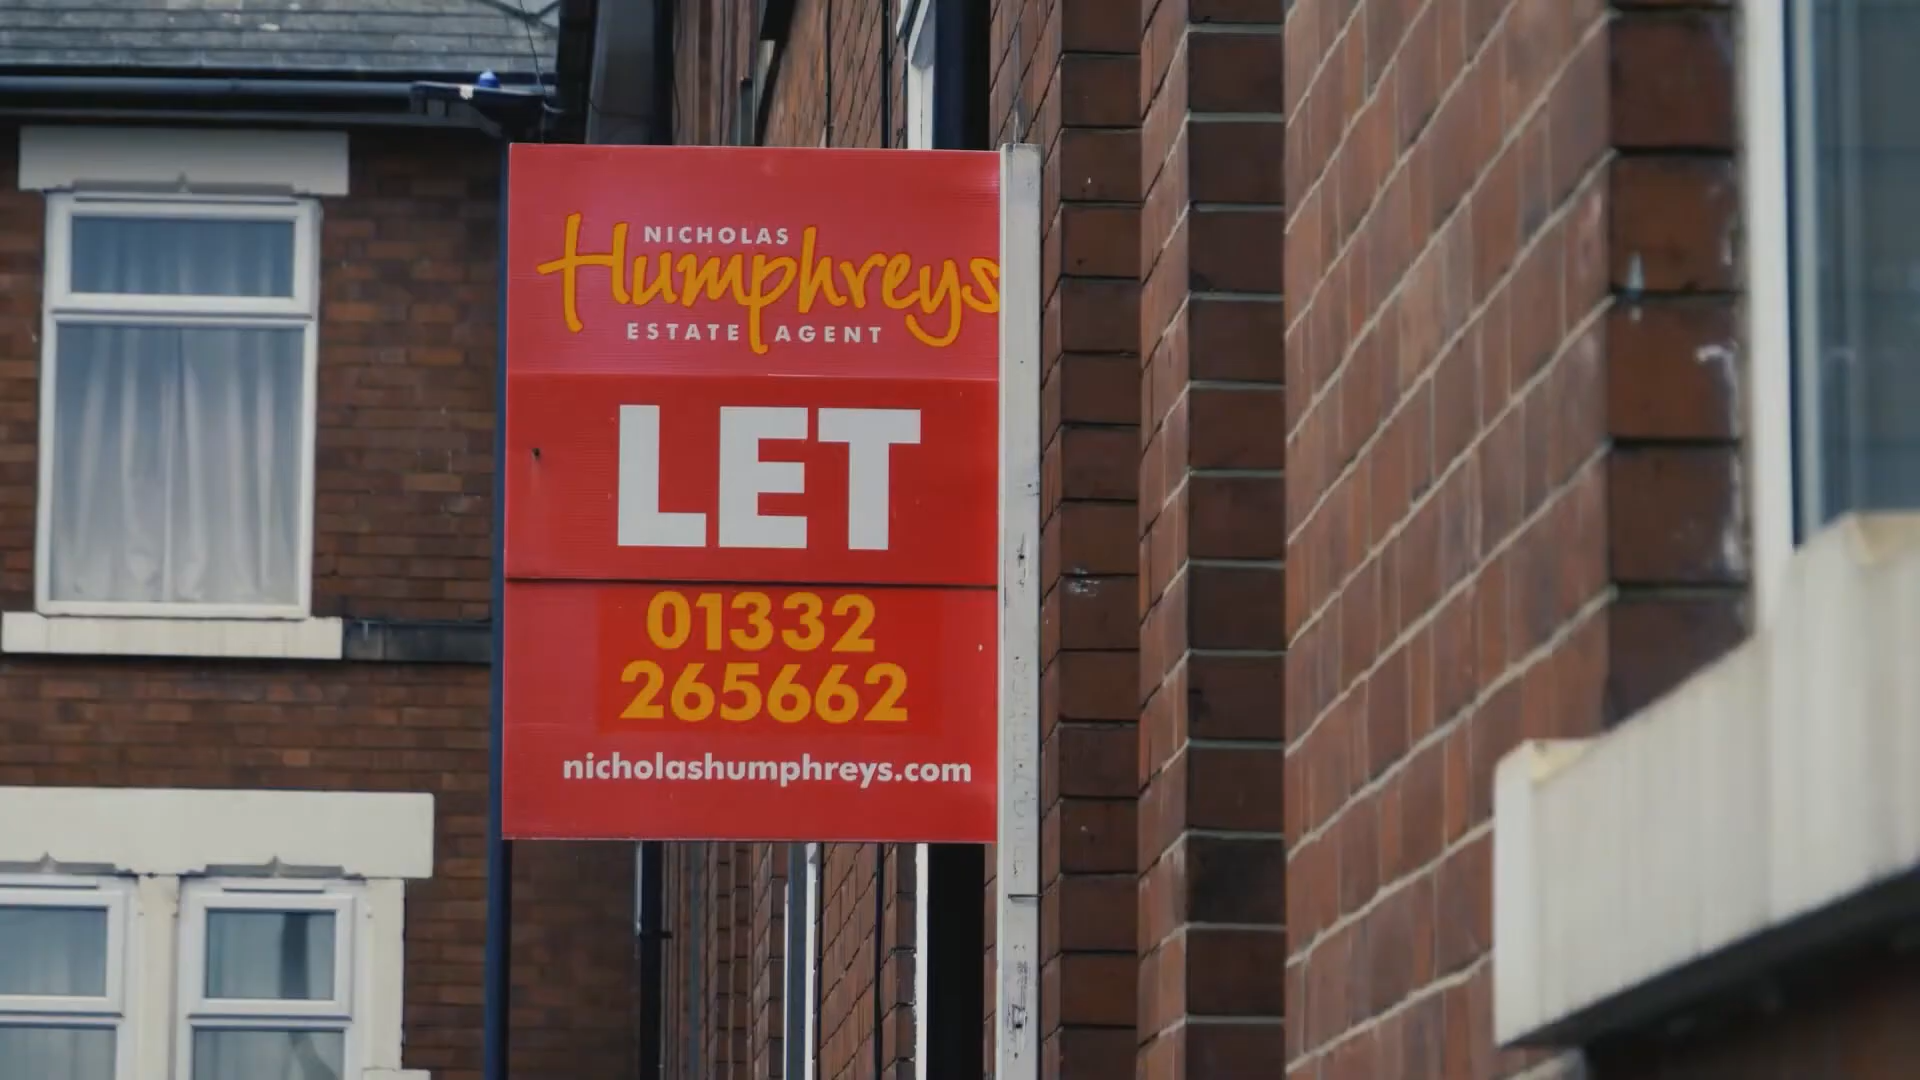 NICHOLAS
Humphreys
ESTATE AGENT
LET
01332
265662
nicholashumphreys.com